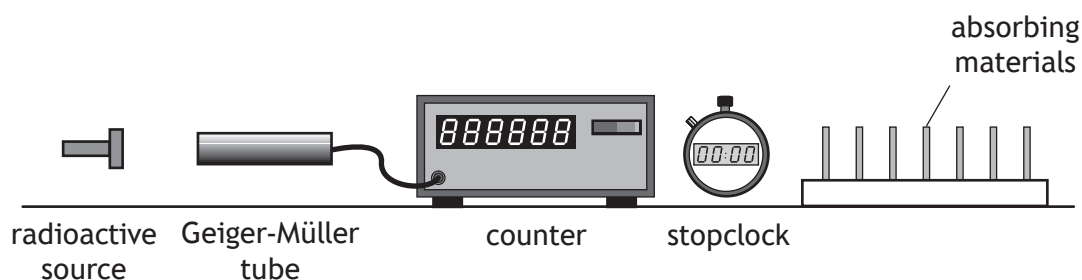 absorbing
materials
888888
00:00
radioactive
source
Geiger-Müller
tube
counter
stopclock